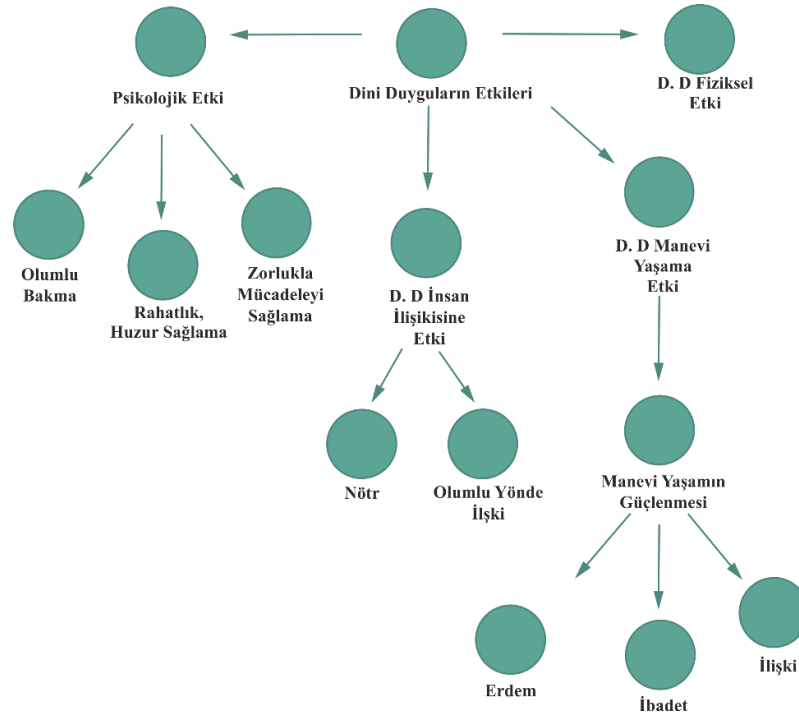 Psikolojik Etki
Dini Duyguların Etkileri
D. D Fiziksel
Etki
Olumlu
Bakma
Rahatlık,
Huzur Sağlama
Zorlukla
Mücadeleyi
Sağlama
D. D İnsan
İlişikisine
Etki
D. D Manevi
Yaşama
Etki
Nötr
Olumlu Yönde
İlşki
Manevi Yaşamın
Güçlenmesi
Erdem
İbadet
İlişki